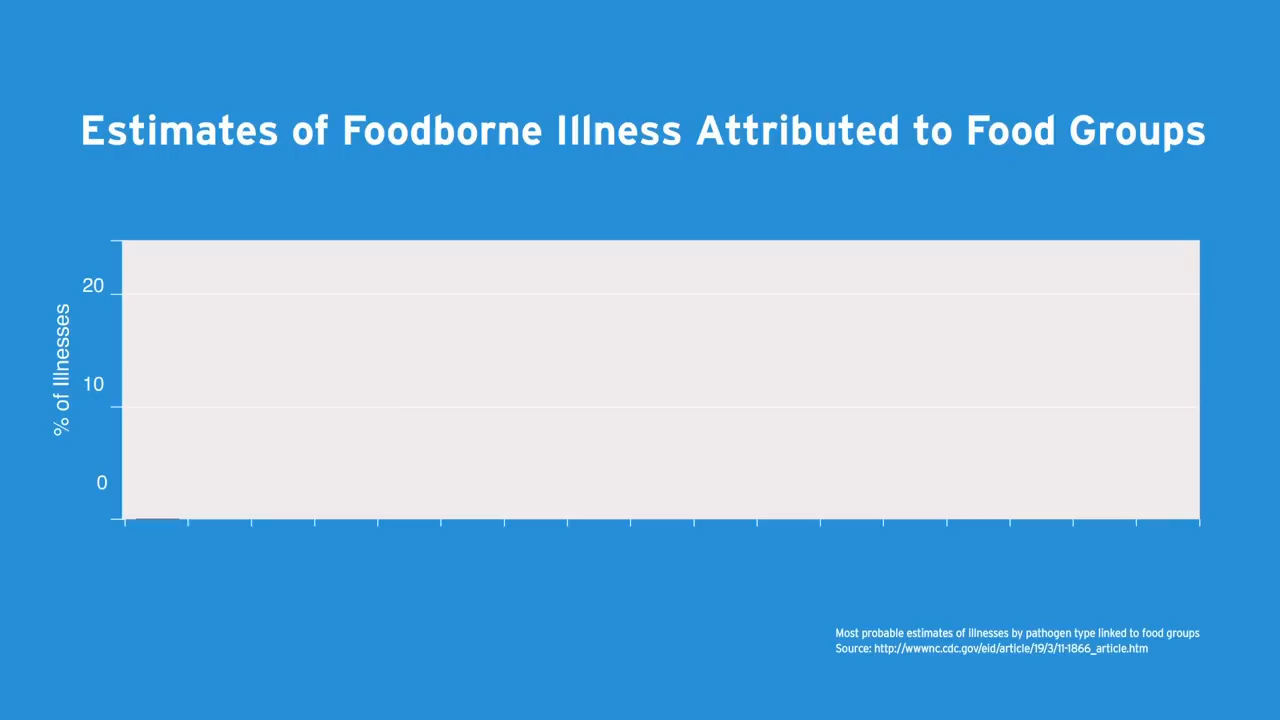 Estimates of Foodborne Illness Attributed to Food Groups
% of Illnesses
20
10
0
Most probable estimates of illnesses by pathogen type linked to food groups
Source: http://wwwnc.cdc.gov/eid/article/19/3/11-1866_article.htm